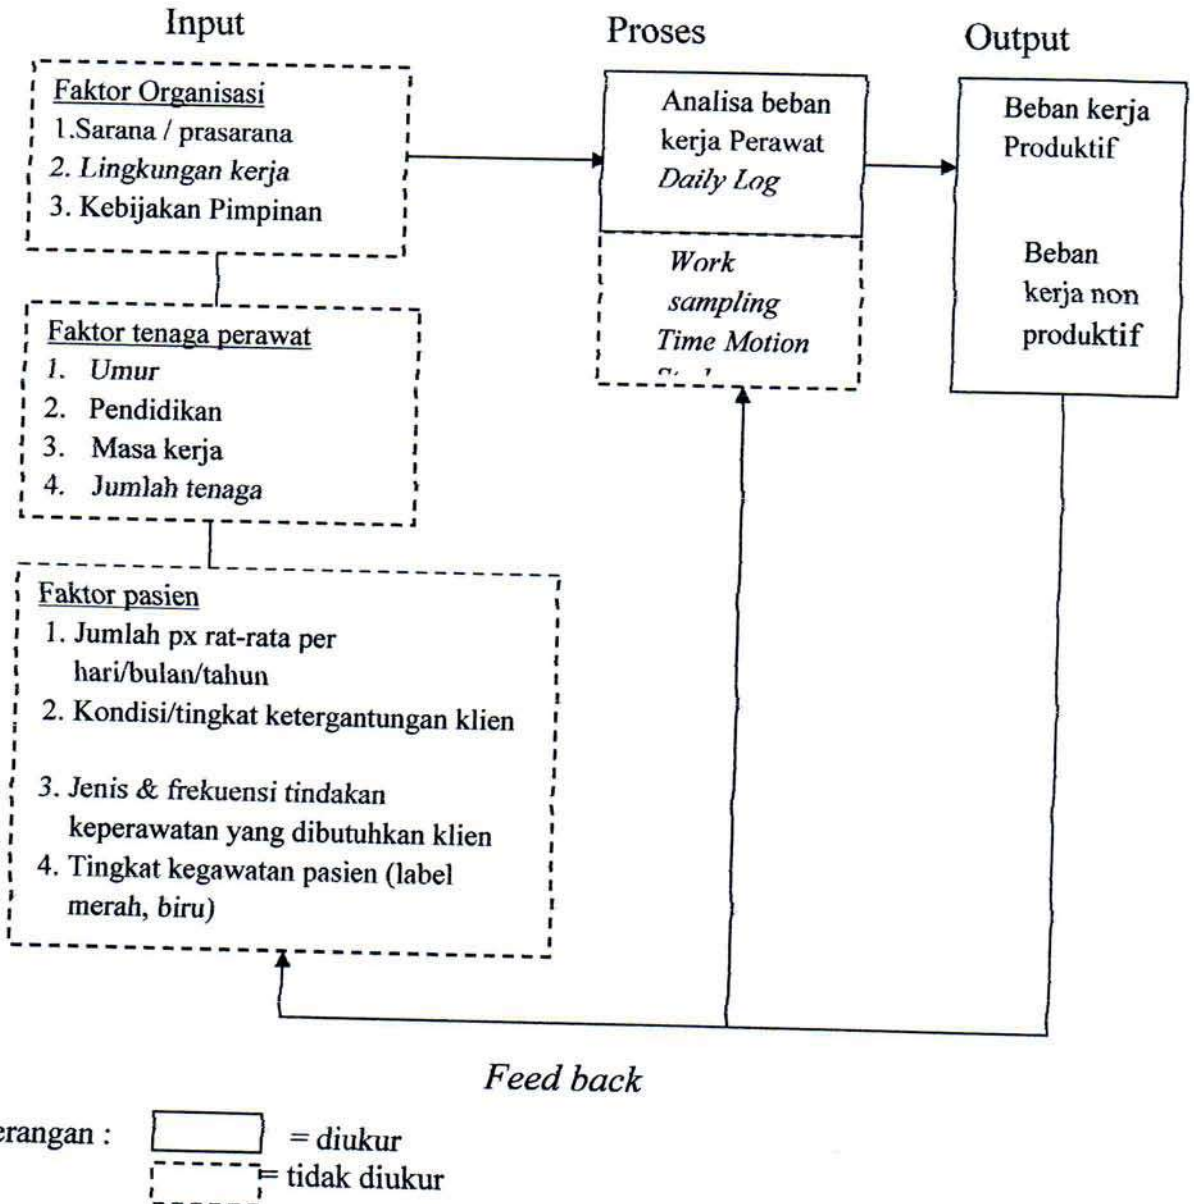 Input
Proses
Output
Faktor Organisasi
1.Sarana / prasarana
2. Lingkungan kerja
3. Kebijakan Pimpinan
Faktor tenaga perawat
1. Umur
2. Pendidikan
3. Masa kerja
4. Jumlah tenaga
Faktor pasien
1. Jumlah px rat-rata per
hari/bulan/tahun
2. Kondisi/tingkat ketergantungan klien
3. Jenis & frekuensi tindakan
keperawatan yang dibutuhkan klien
4. Tingkat kegawatan pasien (label
merah, biru)
Analisa beban
kerja Perawat
Daily Log
Work
sampling
Time Motion
Beban kerja
Produktif
Beban
kerja non
produktif
Feed back
erangan :
= diukur
= tidak diukur